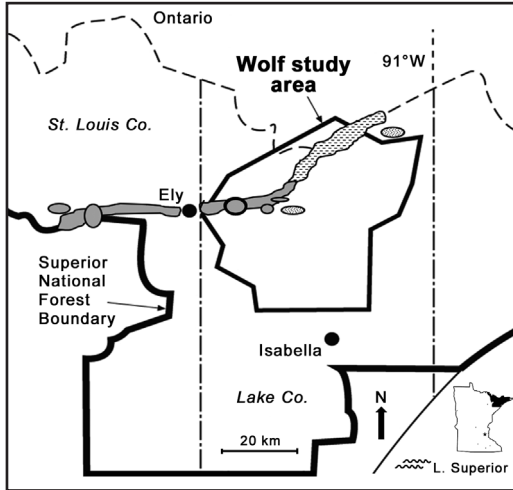 Ontario
Wolf study
area
91°W
St. Louis Co.
Ely
Superior
National
Forest
Boundary
Isabella
Lake Co.
N
20 km
L. Superior